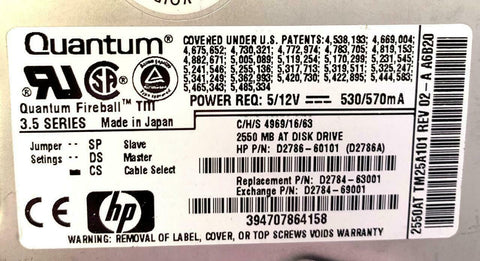 VOID
Quantum®
COVERED UNDER U.S. PATENTS: 4,538,193; 4,669,004;
4,675,652; 4,730,321; 4,772,974; 4,783,705; 4,819,153;
4,882,671; 5,005,089; 5,119,254; 5,170,299; 5,231,545;
5,241,546; 5,255,136; 5,317,713; 5,319,511; 5,325,247;
5,341,249; 5,362,993; 5,420,730; 5,422,895; 5,444,583;
5,465,343; 5,485,334
Quantum Fireball™ TM
3.5 SERIES Made in Japan
POWER REQ: 5/12V 530/570mA
Jumper - SP Slave
Settings:- DS Master
CS Cable Select
C/H/S 4969/16/63
2550 MB AT DISK DRIVE
HP P/N: D2786-60101 (D2786A)
Replacement P/N: D2784-63001
Exchange P/N: D2784-69001
CE
hp
394707864158
WARNING: REMOVAL OF LABEL, COVER, OR TOP SCREWS VOIDS WARRANTY
2550AT TM25A101 REV 02-A A6B20